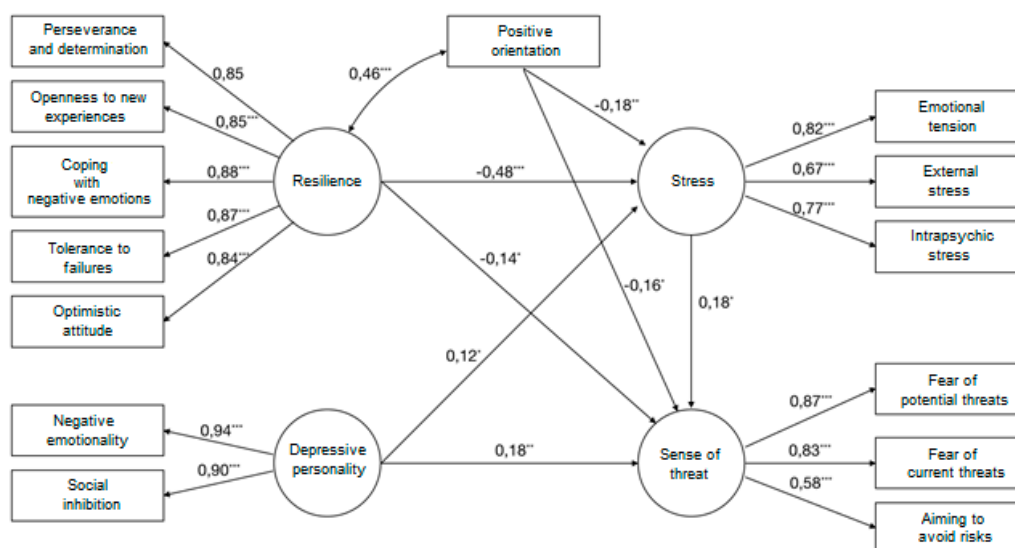 Perseverance
and determination
Openness to new
experiences
Coping
with
negative emotions
Tolerance to
failures
Optimistic
attitude
0,85
0,85***
0,88***
0,87***
0,84***
Resilience
0,46***
Positive
orientation
-0,18**
-0,48***
-0,14*
-0,16*
Stress
0,82***
0,67***
0,77***
Emotional
tension
External
stress
Intrapsychic
stress
0,18*
0,12*
Negative
emotionality
Social
inhibition
0,94***
0,90***
Depressive
personality
0,18**
Sense of
threat
0,87***
0,83***
0,58***
Fear of
potential threats
Fear of
current threats
Aiming to
avoid risks